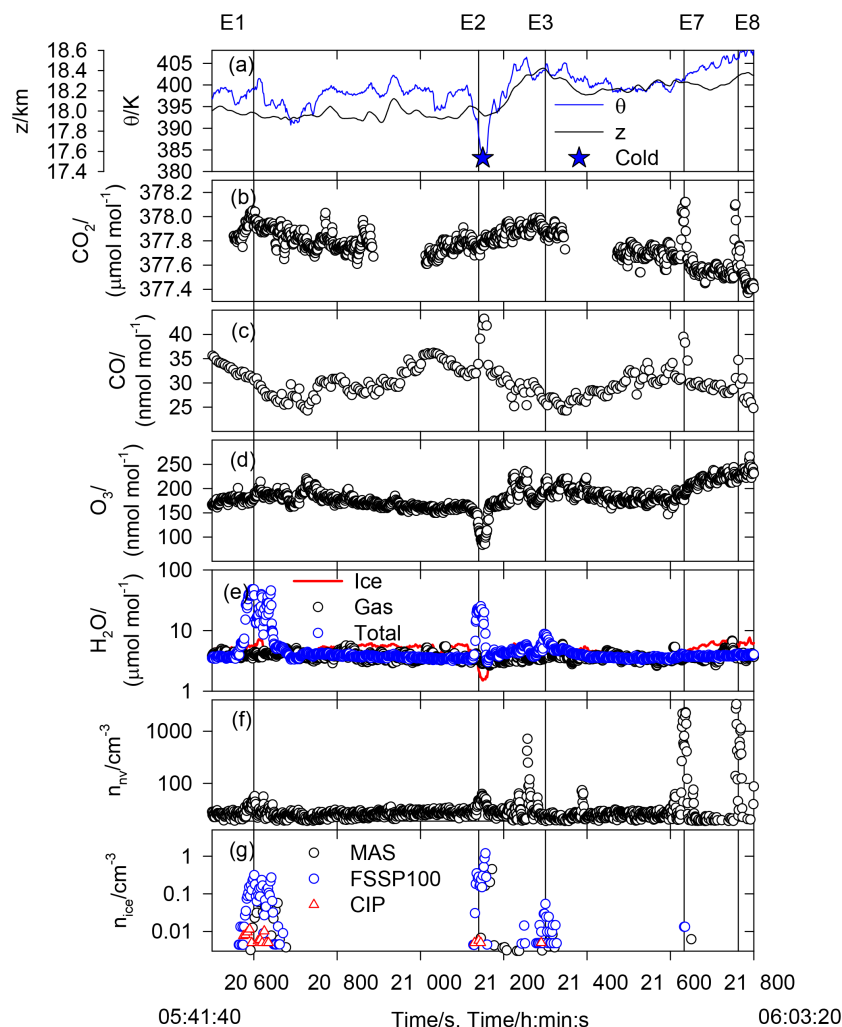 E1 E2 E3 E7 E8
z/km
18.6
18.4
18.2
18.0
17.8
17.6
17.4
θ/K
405
400
395
390
385
380
(a)
θ
z
Cold
CO₂/
(μmol mol⁻¹)
378.2
378.0
377.8
377.6
377.4
(b)
CO/
(nmol mol⁻¹)
40
35
30
25
(c)
O₃/
(nmol mol⁻¹)
250
200
150
100
(d)
H₂O/
(μmol mol⁻¹)
100
10
1
(e)
Ice
Gas
Total
nₙᵥ/cm⁻³
1000
100
(f)
n_ice/cm⁻³
1
0.1
0.01
(g)
MAS
FSSP100
CIP
20 600 20 800 21 000 21 200 21 400 21 600 21 800
05:41:40 Time/s, Time/h:min:s 06:03:20